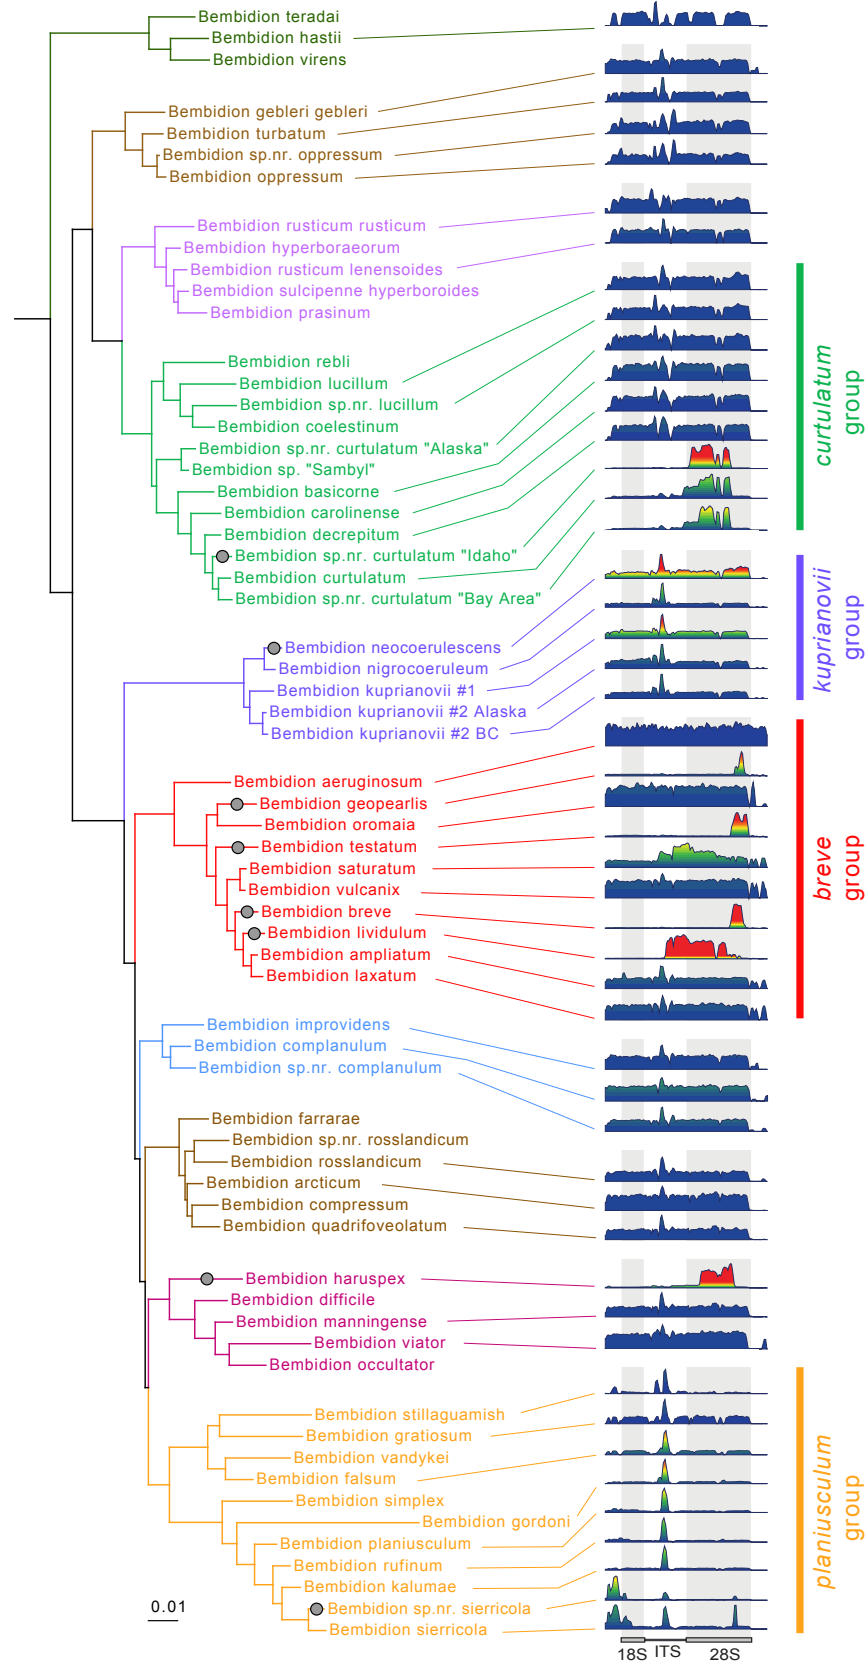 Bembidion teradai
Bembidion hastii
Bembidion virens
Bembidion gebleri gebleri
Bembidion turbatum
Bembidion sp.nr. oppressum
Bembidion oppressum
Bembidion rusticum rusticum
Bembidion hyperboraeorum
Bembidion rusticum lenensoides
Bembidion sulcipenne hyperboroides
Bembidion prasinum
Bembidion rebli
Bembidion lucillum
Bembidion sp.nr. lucillum
Bembidion coelestinum
Bembidion sp.nr. curtulatum "Alaska"
Bembidion sp. "Sambyl"
Bembidion basicorne
Bembidion carolinense
Bembidion decrepitum
Bembidion sp.nr. curtulatum "Idaho"
Bembidion curtulatum
Bembidion sp.nr. curtulatum "Bay Area"
curtulatum
group
Bembidion neocoerulescens
Bembidion nigrocoeruleum
Bembidion kuprianovii #1
Bembidion kuprianovii #2 Alaska
Bembidion kuprianovii #2 BC
kuprianovii
group
Bembidion aeruginosum
Bembidion geopearlis
Bembidion oromaia
Bembidion testatum
Bembidion saturatum
Bembidion vulcanix
Bembidion breve
Bembidion lividulum
Bembidion ampliatum
Bembidion laxatum
breve
group
Bembidion improvidens
Bembidion complanulum
Bembidion sp.nr. complanulum
Bembidion farrarae
Bembidion sp.nr. rosslandicum
Bembidion rosslandicum
Bembidion arcticum
Bembidion compressum
Bembidion quadrifoveolatum
Bembidion haruspex
Bembidion difficile
Bembidion manningense
Bembidion viator
Bembidion occultator
Bembidion stillaguamish
Bembidion gratiosum
Bembidion vandykei
Bembidion falsum
Bembidion simplex
Bembidion gordoni
Bembidion planiusculum
Bembidion rufinum
Bembidion kalumae
Bembidion sp.nr. sierricola
Bembidion sierricola
planiusculum
group
0.01
18S ITS 28S